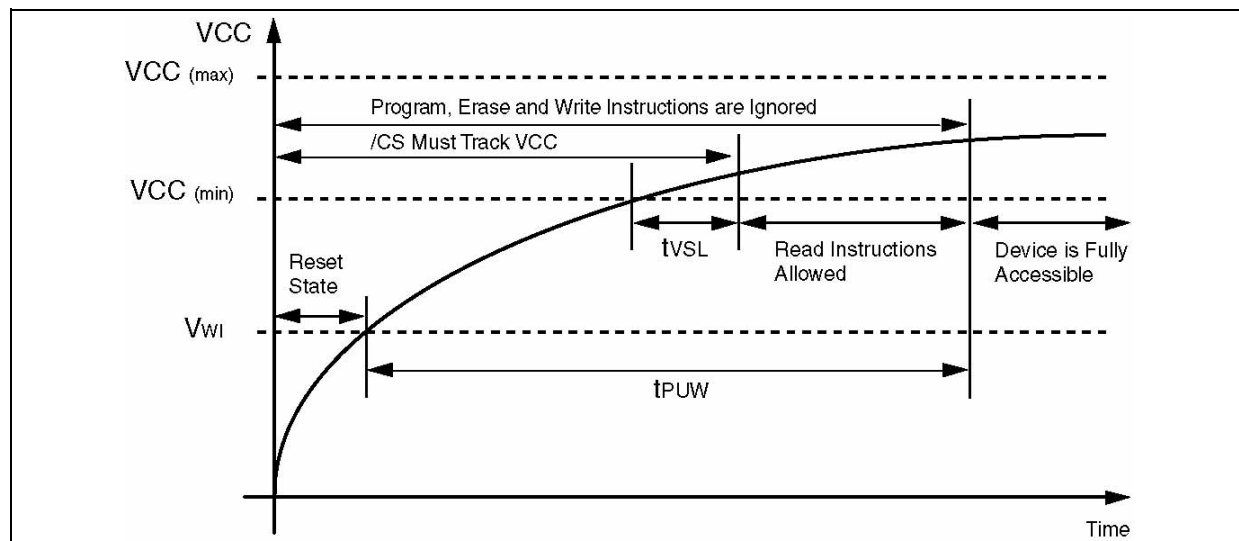 VCC
VCC (max)
Program, Erase and Write Instructions are Ignored
/CS Must Track VCC
VCC (min)
tVSL
Read Instructions
Allowed
Device is Fully
Accessible
Reset
State
VWI
tPUW
Time